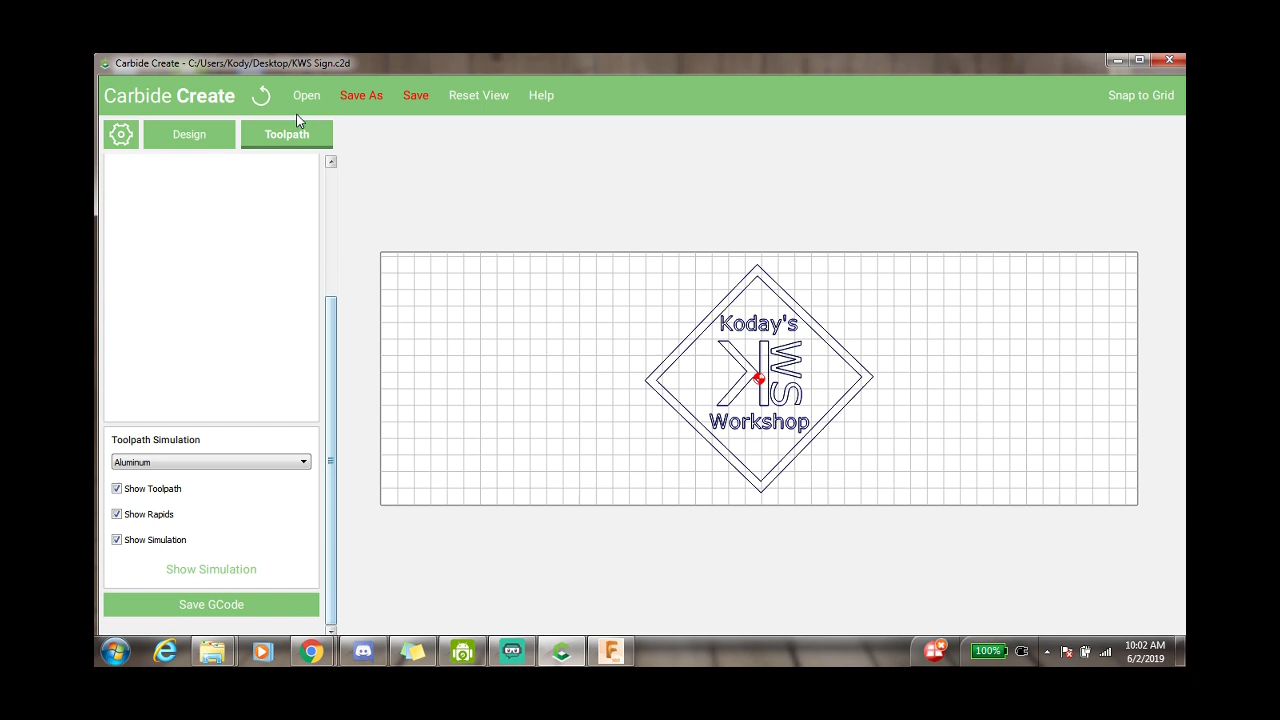 Carbide Create - C:/Users/Kody/Desktop/KWS Sign.c2d
Carbide Create Open Save As Save Reset View Help Snap to Grid
Design Toolpath
Koday's
K WS
Workshop
Toolpath Simulation
Aluminum
Show Toolpath
Show Rapids
Show Simulation
Show Simulation
Save GCode
100%
10:02 AM
6/2/2019